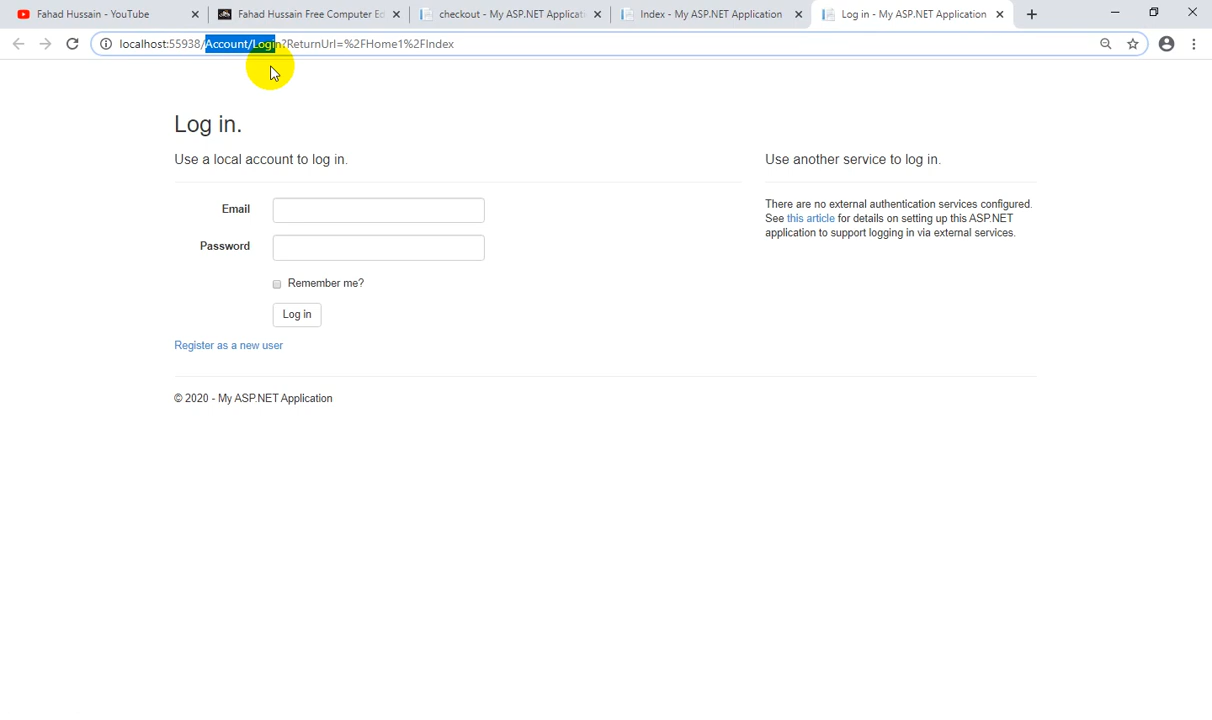 Fahad Hussain - YouTube
Fahad Hussain Free Computer Ed
checkout - My ASP.NET Applicati
Index - My ASP.NET Application
Log in - My ASP.NET Application
localhost:55938/Account/Login?ReturnUrl=%2FHome1%2FIndex
Log in.
Use a local account to log in.
Use another service to log in.
Email
Password
Remember me?
Log in
Register as a new user
There are no external authentication services configured.
See this article for details on setting up this ASP.NET
application to support logging in via external services.
© 2020 - My ASP.NET Application